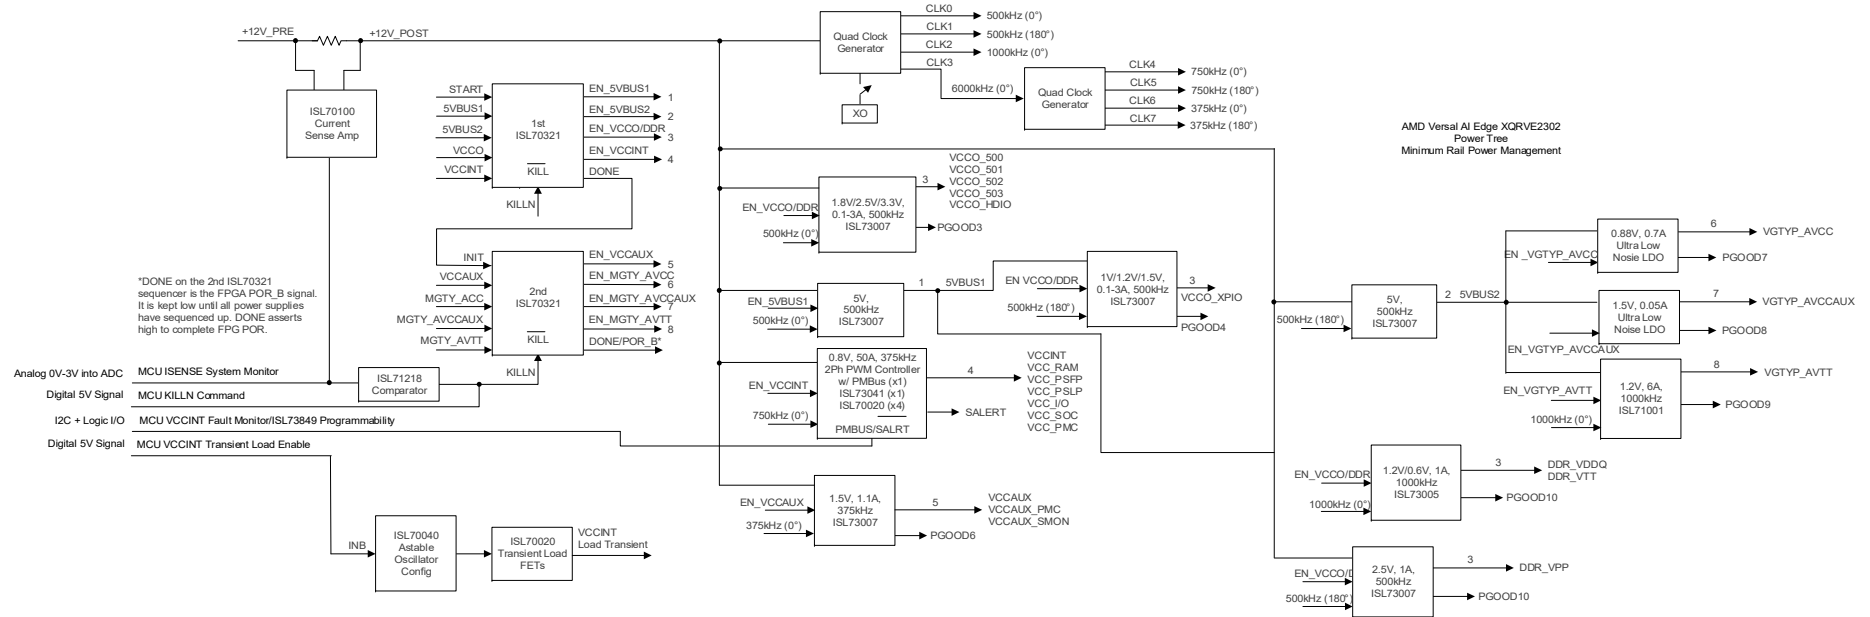 +12V_PRE
+12V_POST
ISL70100
Current
Sense Amp
START
5VBUS1
5VBUS2
VCCO
VCCINT
1st
ISL70321
KILL
EN_5VBUS1
1
EN_5VBUS2
2
EN_VCCO/DDR
3
EN_VCCINT
4
DONE
KILLN
INIT
VCCAUX
MGTY_ACC
MGTY_AVCCAUX
MGTY_AVTT
2nd
ISL70321
KILL
EN_VCCAUX
5
EN_MGTY_AVCC
6
EN_MGTY_AVCCAUX
7
EN_MGTY_AVTT
8
DONE/POR_B*
KILLN
*DONE on the 2nd ISL70321
sequencer is the FPGA POR_B signal.
It is kept low until all power supplies
have sequenced up. DONE asserts
high to complete FPG POR.
Analog 0V-3V into ADC
MCU ISENSE System Monitor
Digital 5V Signal
MCU KILLN Command
I2C + Logic I/O
MCU VCCINT Fault Monitor/ISL73849 Programmability
Digital 5V Signal
MCU VCCINT Transient Load Enable
ISL71218
Comparator
INB
ISL70040
Astable
Oscillator
Config
ISL70020
Transient Load
FETs
VCCINT
Load Transient
Quad Clock
Generator
XO
CLK0
500kHz (0°)
CLK1
500kHz (180°)
CLK2
1000kHz (0°)
CLK3
6000kHz (0°)
Quad Clock
Generator
CLK4
750kHz (0°)
CLK5
750kHz (180°)
CLK6
375kHz (0°)
CLK7
375kHz (180°)
AMD Versal AI Edge XQRVE2302
Power Tree
Minimum Rail Power Management
EN_VCCO/DDR
500kHz (0°)
1.8V/2.5V/3.3V,
0.1-3A, 500kHz
ISL73007
3
VCCO_500
VCCO_501
VCCO_502
VCCO_503
VCCO_HDIO
PGOOD3
EN_5VBUS1
500kHz (0°)
5V,
500kHz
ISL73007
1
5VBUS1
EN VCCO/DDR
500kHz (180°)
1V/1.2V/1.5V,
0.1-3A, 500kHz
ISL73007
3
VCCO_XPIO
PGOOD4
EN_VCCINT
750kHz (0°)
0.8V, 50A, 375kHz
2Ph PWM Controller
w/ PMBus (x1)
ISL73041 (x1)
ISL70020 (x4)
PMBUS/SALRT
4
SALERT
VCCINT
VCC_RAM
VCC_PSFP
VCC_PSLP
VCC_I/O
VCC_SOC
VCC_PMC
EN_VCCAUX
375kHz (0°)
1.5V, 1.1A,
375kHz
ISL73007
5
VCCAUX
VCCAUX_PMC
VCCAUX_SMON
PGOOD6
500kHz (180°)
5V,
500kHz
ISL73007
2
5VBUS2
EN _VGTYP_AVCC
0.88V, 0.7A
Ultra Low
Nosie LDO
6
VGTYP_AVCC
PGOOD7
EN_VGTYP_AVCCAUX
1.5V, 0.05A
Ultra Low
Noise LDO
7
VGTYP_AVCCAUX
PGOOD8
EN_VGTYP_AVTT
1000kHz (0°)
1.2V, 6A,
1000kHz
ISL71001
8
VGTYP_AVTT
PGOOD9
EN_VCCO/DDR
1000kHz (0°)
1.2V/0.6V, 1A,
1000kHz
ISL73005
3
DDR_VDDQ
DDR_VTT
PGOOD10
EN_VCCO/D
500kHz (180°)
2.5V, 1A,
500kHz
ISL73007
3
DDR_VPP
PGOOD10